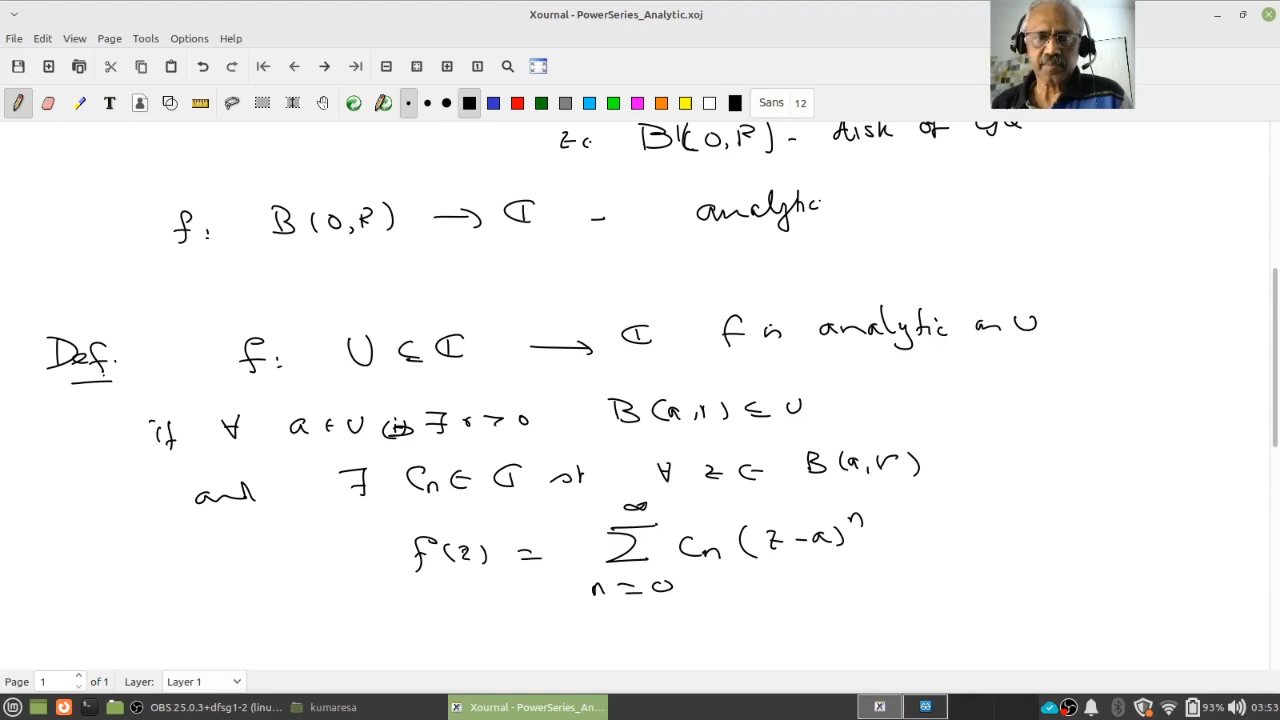 Xournal - PowerSeries_Analytic.xoj
File Edit View Page Tools Options Help
Sans 12
B(0,R) - disk of
f: B(0,R) → ℂ - analytic
Def. f: U ⊆ ℂ → ℂ f is analytic on U
if ∀ a ∈ U ∃ r > 0 B(a,r) ⊆ U
and ∃ Cn ∈ ℂ st ∀ z ∈ B(a,r)
f(z) = ∑ n=0 ∞ Cn (z-a)^n
Page 1 of 1 Layer: Layer 1
OBS 25.0.3+dfsg1-2 (linu... kumaresa Xournal - PowerSeries_An... 93% 03:53